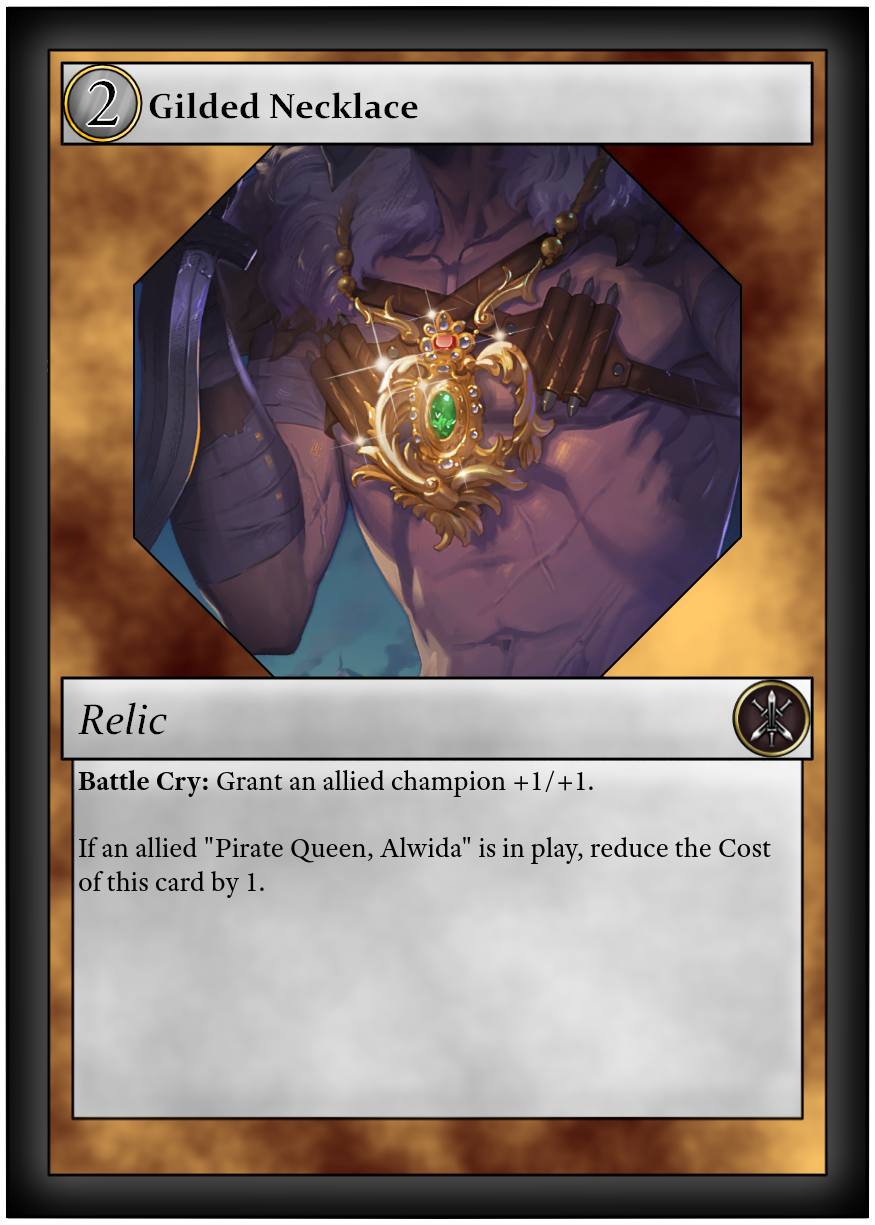 2 Gilded Necklace
Relic
Battle Cry: Grant an allied champion +1/+1.
If an allied "Pirate Queen, Alwida" is in play, reduce the Cost
of this card by 1.